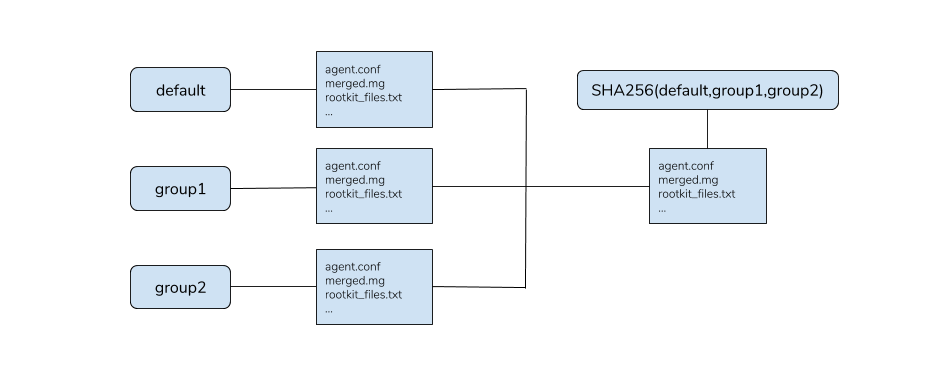 default
agent.conf
merged.mg
rootkit_files.txt
...
SHA256(default,group1,group2)
group1
agent.conf
merged.mg
rootkit_files.txt
...
agent.conf
merged.mg
rootkit_files.txt
...
group2
agent.conf
merged.mg
rootkit_files.txt
...